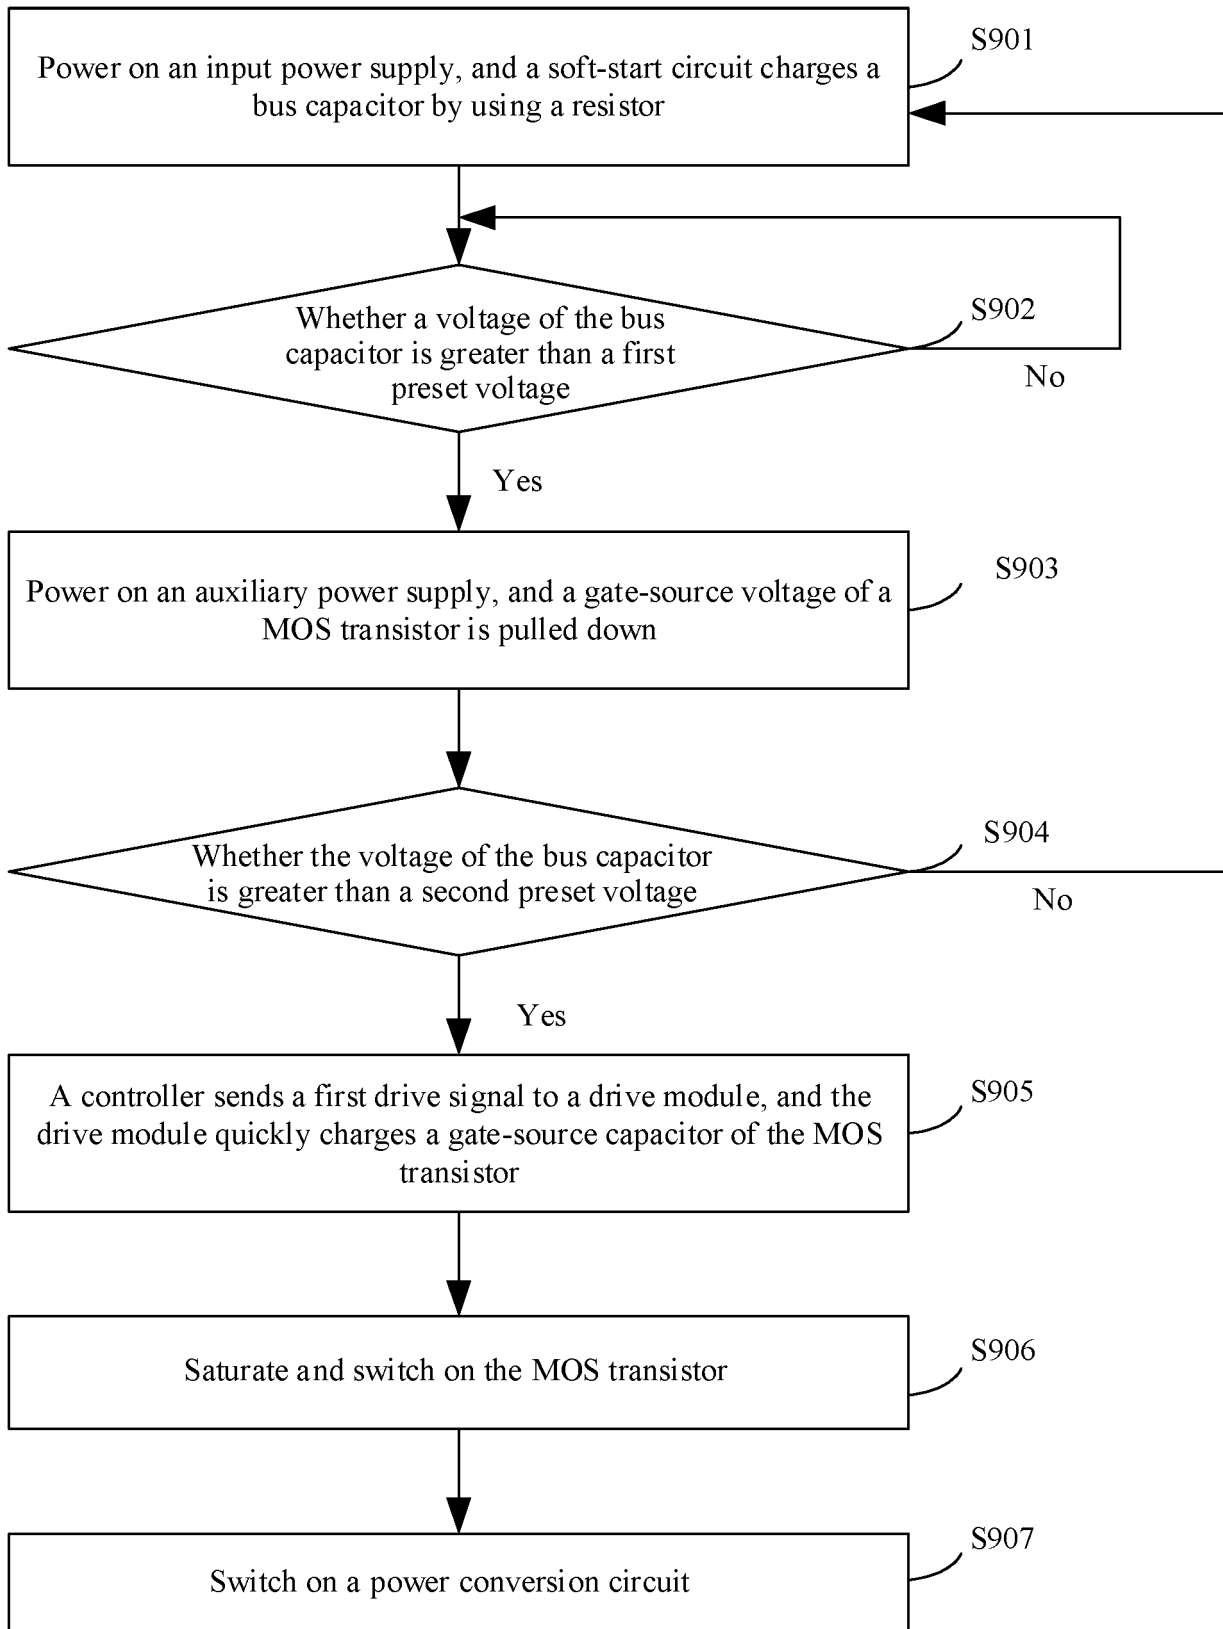 S901
Power on an input power supply, and a soft-start circuit charges a
bus capacitor by using a resistor
S902
Whether a voltage of the bus
capacitor is greater than a first
preset voltage
No
Yes
S903
Power on an auxiliary power supply, and a gate-source voltage of a
MOS transistor is pulled down
S904
Whether the voltage of the bus capacitor
is greater than a second preset voltage
No
Yes
S905
A controller sends a first drive signal to a drive module, and the
drive module quickly charges a gate-source capacitor of the MOS
transistor
S906
Saturate and switch on the MOS transistor
S907
Switch on a power conversion circuit